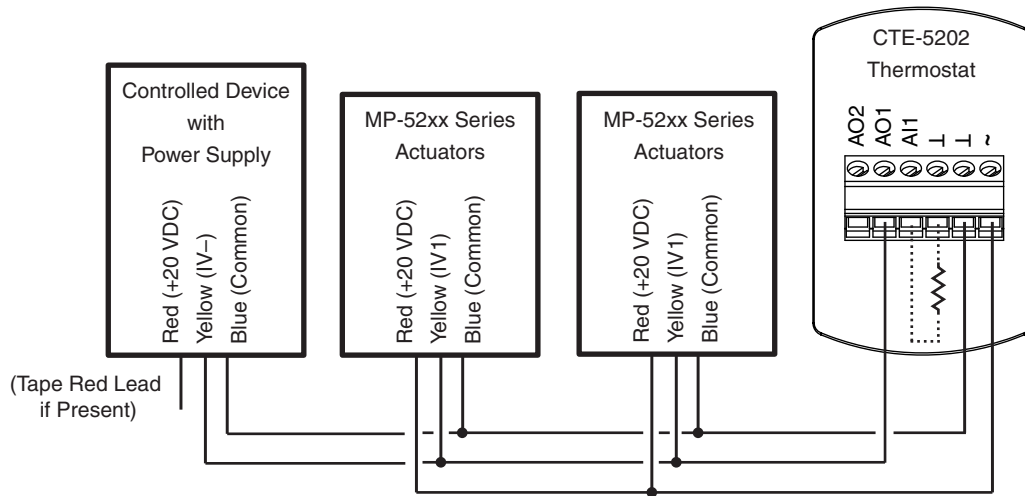 Controlled Device
with
Power Supply
Red (+20 VDC)
Yellow (IV–)
Blue (Common)
(Tape Red Lead
if Present)
MP-52xx Series
Actuators
Red (+20 VDC)
Yellow (IV1)
Blue (Common)
MP-52xx Series
Actuators
Red (+20 VDC)
Yellow (IV1)
Blue (Common)
CTE-5202
Thermostat
AO2
AO1
AI1
⊥
⊥
~